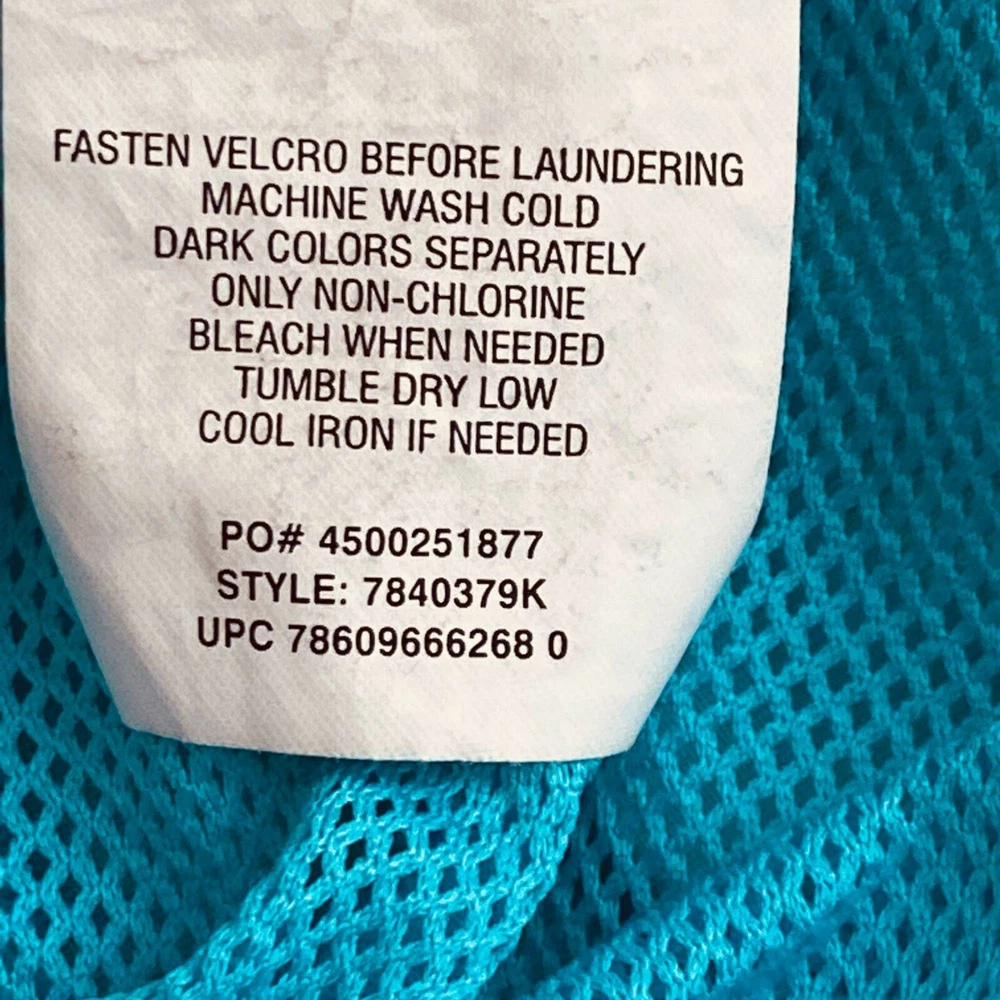 FASTEN VELCRO BEFORE LAUNDERING
MACHINE WASH COLD
DARK COLORS SEPARATELY
ONLY NON-CHLORINE
BLEACH WHEN NEEDED
TUMBLE DRY LOW
COOL IRON IF NEEDED
PO# 4500251877
STYLE: 7840379K
UPC 78609666268 0